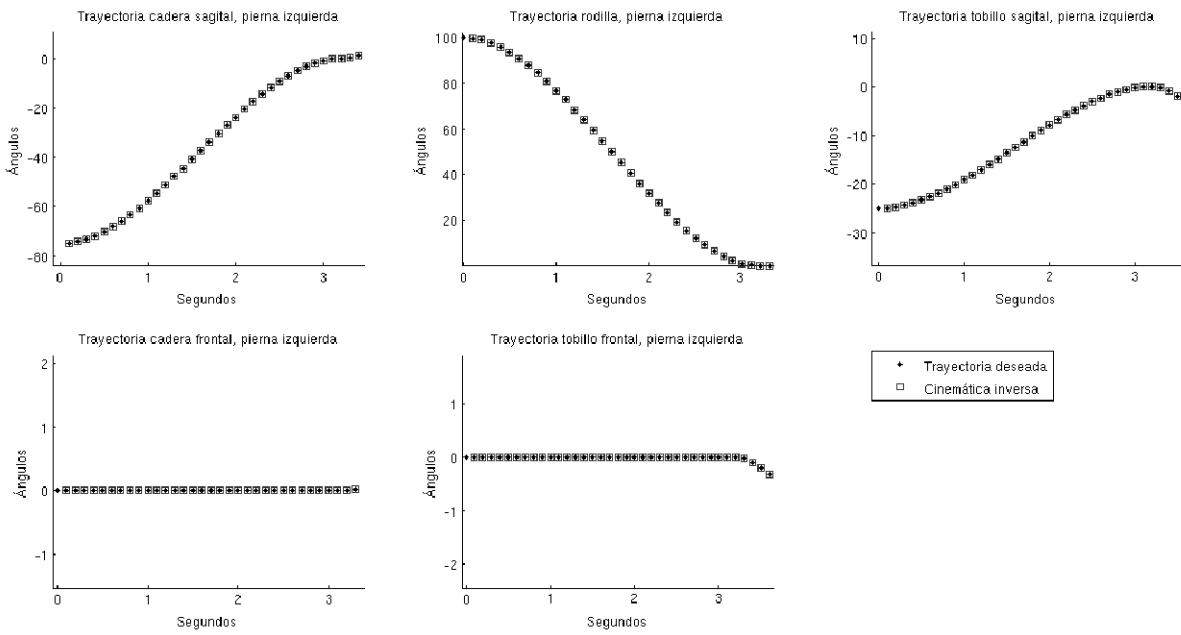 Trayectoria cadera sagital, pierna izquierda
Ángulos
0
-20
-40
-60
-80
0 1 2 3
Segundos
Trayectoria rodilla, pierna izquierda
Ángulos
100
80
60
40
20
0 1 2 3
Segundos
Trayectoria tobillo sagital, pierna izquierda
Ángulos
10
0
-10
-20
-30
0 1 2 3
Segundos
Trayectoria cadera frontal, pierna izquierda
Ángulos
2
1
0
-1
0 1 2 3
Segundos
Trayectoria tobillo frontal, pierna izquierda
Ángulos
1
0
-1
-2
0 1 2 3
Segundos
Trayectoria deseada
Cinemática inversa